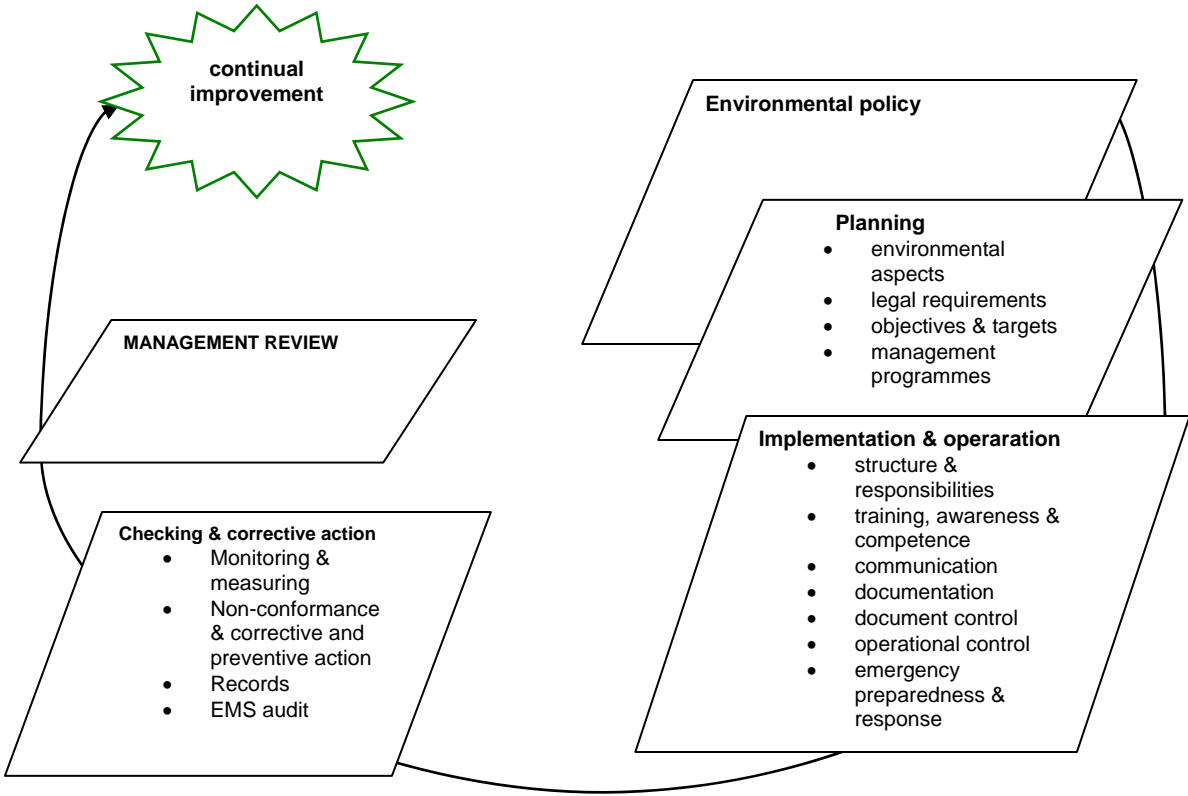 continual
improvement
Environmental policy
Planning
• environmental
aspects
• legal requirements
• objectives & targets
• management
programmes
MANAGEMENT REVIEW
Implementation & operaration
• structure &
responsibilities
• training, awareness &
competence
• communication
• documentation
• document control
• operational control
• emergency
preparedness &
response
Checking & corrective action
• Monitoring &
measuring
• Non-conformance
& corrective and
preventive action
• Records
• EMS audit